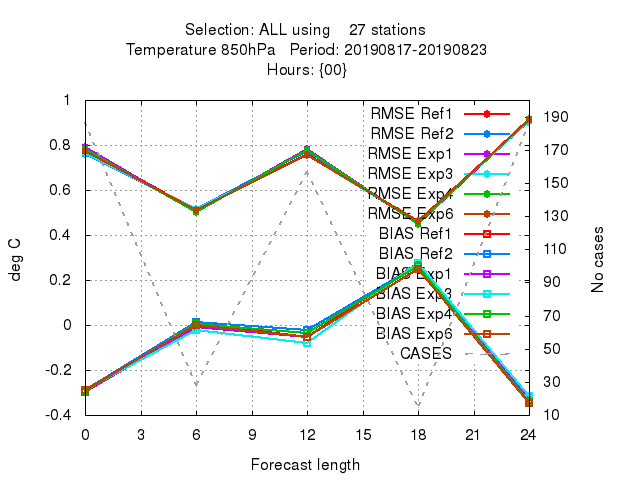 Selection: ALL using    27 stations
Temperature 850hPa   Period: 20190817-20190823
Hours: {00}
1
0.8
0.6
0.4
0.2
0
-0.2
-0.4
deg C
190
170
150
130
110
90
70
50
30
10
No cases
RMSE Ref1
RMSE Ref2
RMSE Exp1
RMSE Exp3
RMSE Exp4
RMSE Exp6
BIAS Ref1
BIAS Ref2
BIAS Exp1
BIAS Exp3
BIAS Exp4
BIAS Exp6
CASES
0 3 6 9 12 15 18 21 24
Forecast length